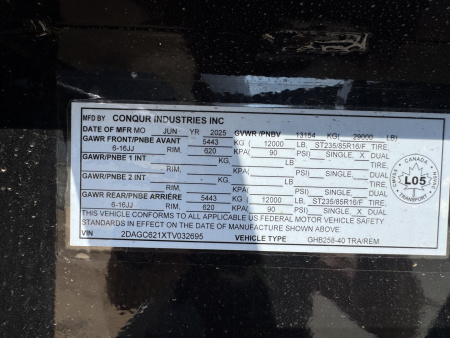 MFD BY CONQUR INDUSTRIES INC
DATE OF MFR MO JUN YR 2025 GVWR /PNBV 13154 KG( 29000 LB)
GAWR FRONT/PNBE AVANT 5443 KG ( 12000 LB, ST235/85R16/F TIRE,
6-16JJ RIM, 620 KPA( 90 PSI) SINGLE, X DUAL
GAWR/PNBE 1 INT KG, LB, TIRE,
RIM, KPA( PSI) SINGLE, DUAL
GAWR/PNBE 2 INT KG, LB, TIRE,
RIM, KPA( PSI) SINGLE, DUAL
GAWR REAR/PNBE ARRIÈRE 5443 KG ( 12000 LB, ST235/85R16/F TIRE,
6-16JJ RIM, 620 KPA( 90 PSI) SINGLE, X DUAL
THIS VEHICLE CONFORMS TO ALL APPLICABLE US FEDERAL MOTOR VEHICLE SAFETY
STANDARDS IN EFFECT ON THE DATE OF MANUFACTURE SHOWN ABOVE
VIN 2DAGC621XTV032695 VEHICLE TYPE GHB258-40 TRA/REM
CANADA
L05
TRANSPORT